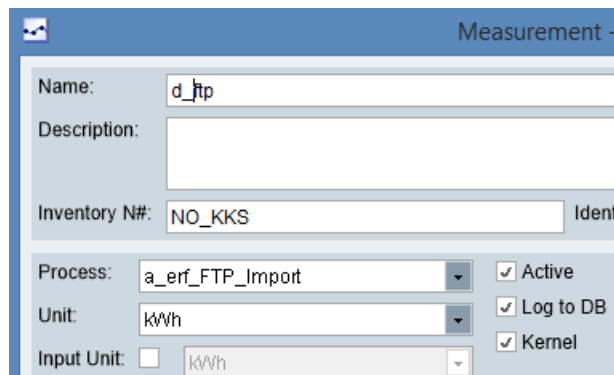 Measurement -
Name: d_ftp
Description:
Inventory N#: NO_KKS Ident
Process: a_erf_FTP_Import Active
Unit: kWh Log to DB
Kernel
Input Unit: kWh